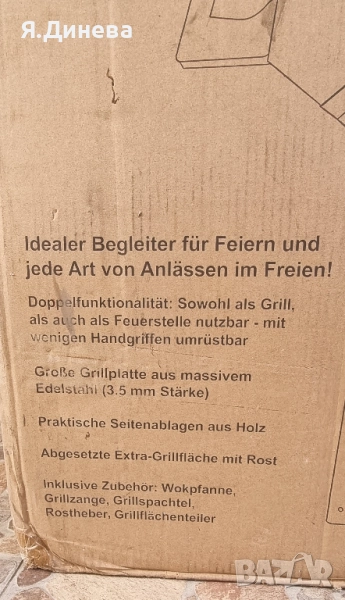 Я.Динева
Idealer Begleiter für Feiern und
jede Art von Anlässen im Freien!
Doppelfunktionalität: Sowohl als Grill,
als auch als Feuerstelle nutzbar - mit
wenigen Handgriffen umrüstbar
Große Grillplatte aus massivem
Edelstahl (3.5 mm Stärke)
Praktische Seitenablagen aus Holz
Abgesetzte Extra-Grillfläche mit Rost
Inklusive Zubehör: Wokpfanne,
Grillzange, Grillspachtel,
Rostheber, Grillflächenteiler
BAZAR